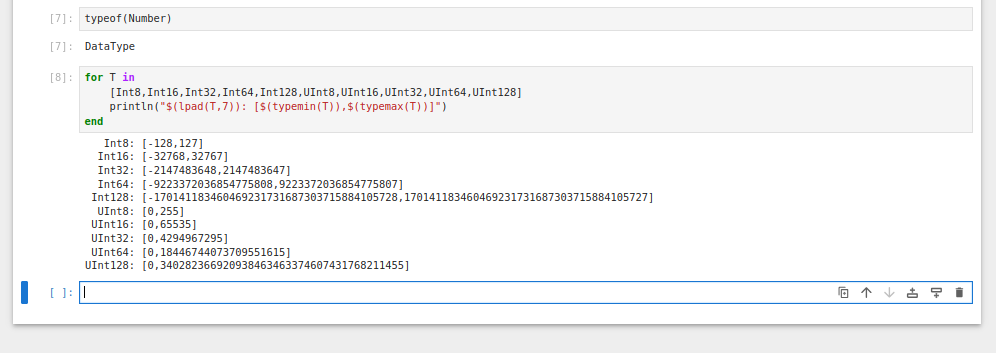 [7]: typeof(Number)
[7]: DataType
[8]: for T in
[Int8,Int16,Int32,Int64,Int128,UInt8,UInt16,UInt32,UInt64,UInt128]
println("$(lpad(T,7)): [$(typemin(T)),$(typemax(T))]")
end
Int8: [-128,127]
Int16: [-32768,32767]
Int32: [-2147483648,2147483647]
Int64: [-9223372036854775808,9223372036854775807]
Int128: [-170141183460469231731687303715884105728,170141183460469231731687303715884105727]
UInt8: [0,255]
UInt16: [0,65535]
UInt32: [0,4294967295]
UInt64: [0,18446744073709551615]
UInt128: [0,340282366920938463463374607431768211455]
[ ]: